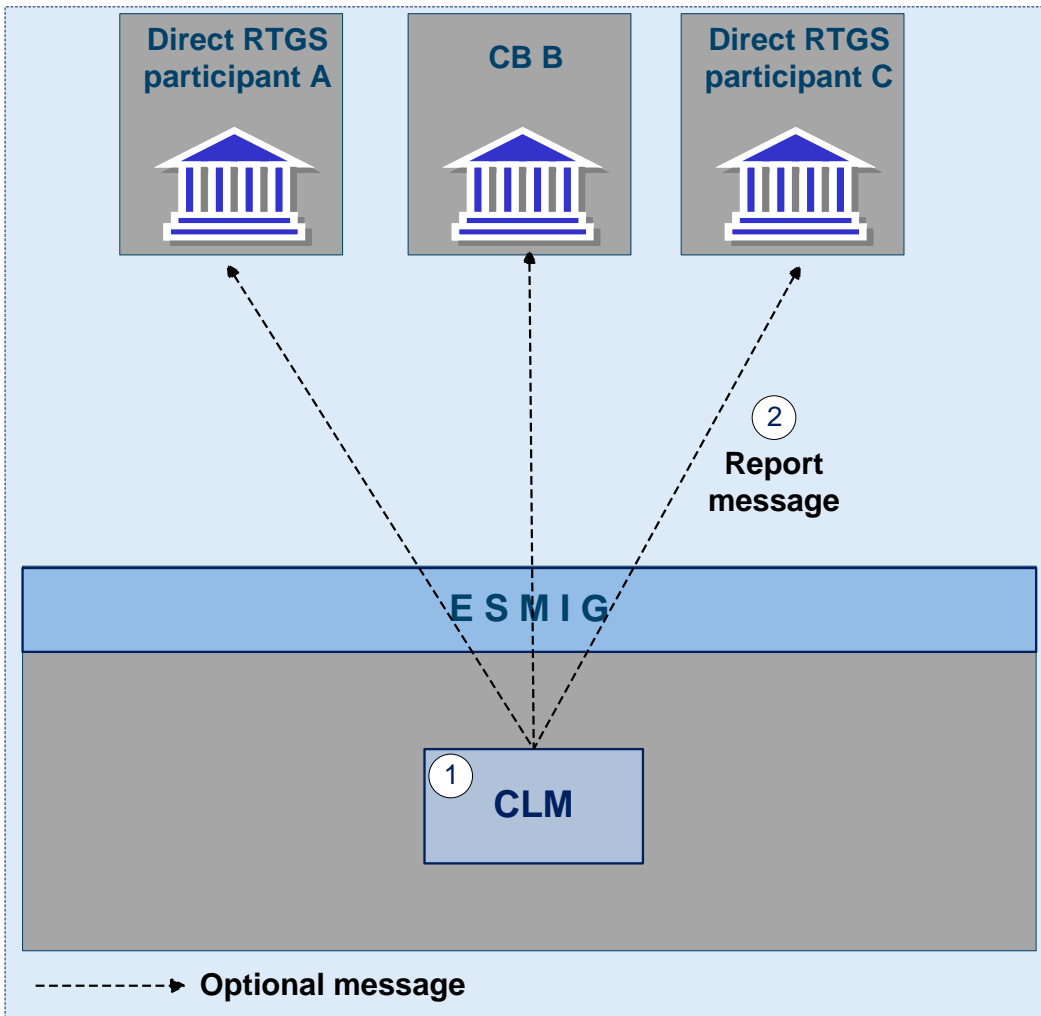 Direct RTGS
participant A
CB B
Direct RTGS
participant C
2
Report
message
E S M I G
1
CLM
Optional message